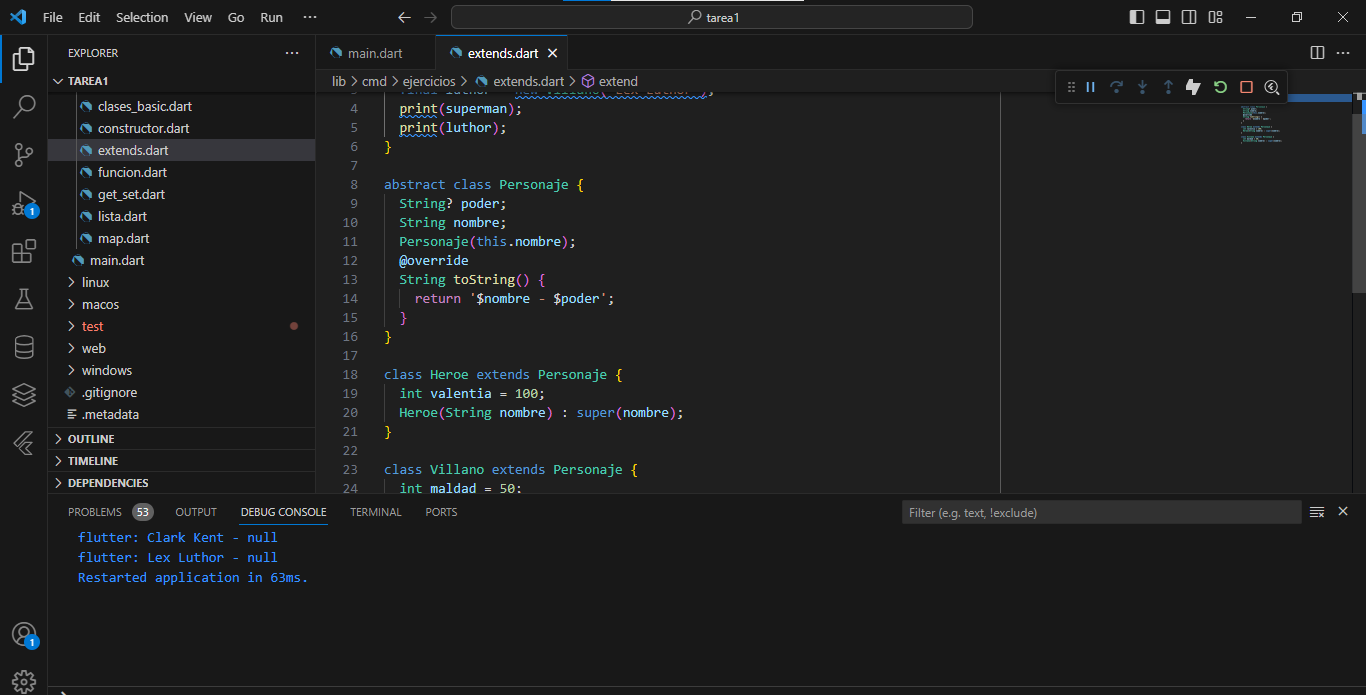 File Edit Selection View Go Run ···
tarea1
EXPLORER
TAREA1
clases_basic.dart
constructor.dart
extends.dart
funcion.dart
get_set.dart
lista.dart
map.dart
main.dart
linux
macos
test
web
windows
.gitignore
.metadata
OUTLINE
TIMELINE
DEPENDENCIES
1
1
main.dart
extends.dart
lib > cmd > ejercicios > extends.dart > extend
4 print(superman);
5 print(luthor);
6 }
7
8 abstract class Personaje {
9 String? poder;
10 String nombre;
11 Personaje(this.nombre);
12 @override
13 String toString() {
14 return '$nombre - $poder';
15 }
16 }
17
18 class Heroe extends Personaje {
19 int valentia = 100;
20 Heroe(String nombre) : super(nombre);
21 }
22
23 class Villano extends Personaje {
24 int maldad = 50;
PROBLEMS 53 OUTPUT DEBUG CONSOLE TERMINAL PORTS
Filter (e.g. text, !exclude)
flutter: Clark Kent - null
flutter: Lex Luthor - null
Restarted application in 63ms.